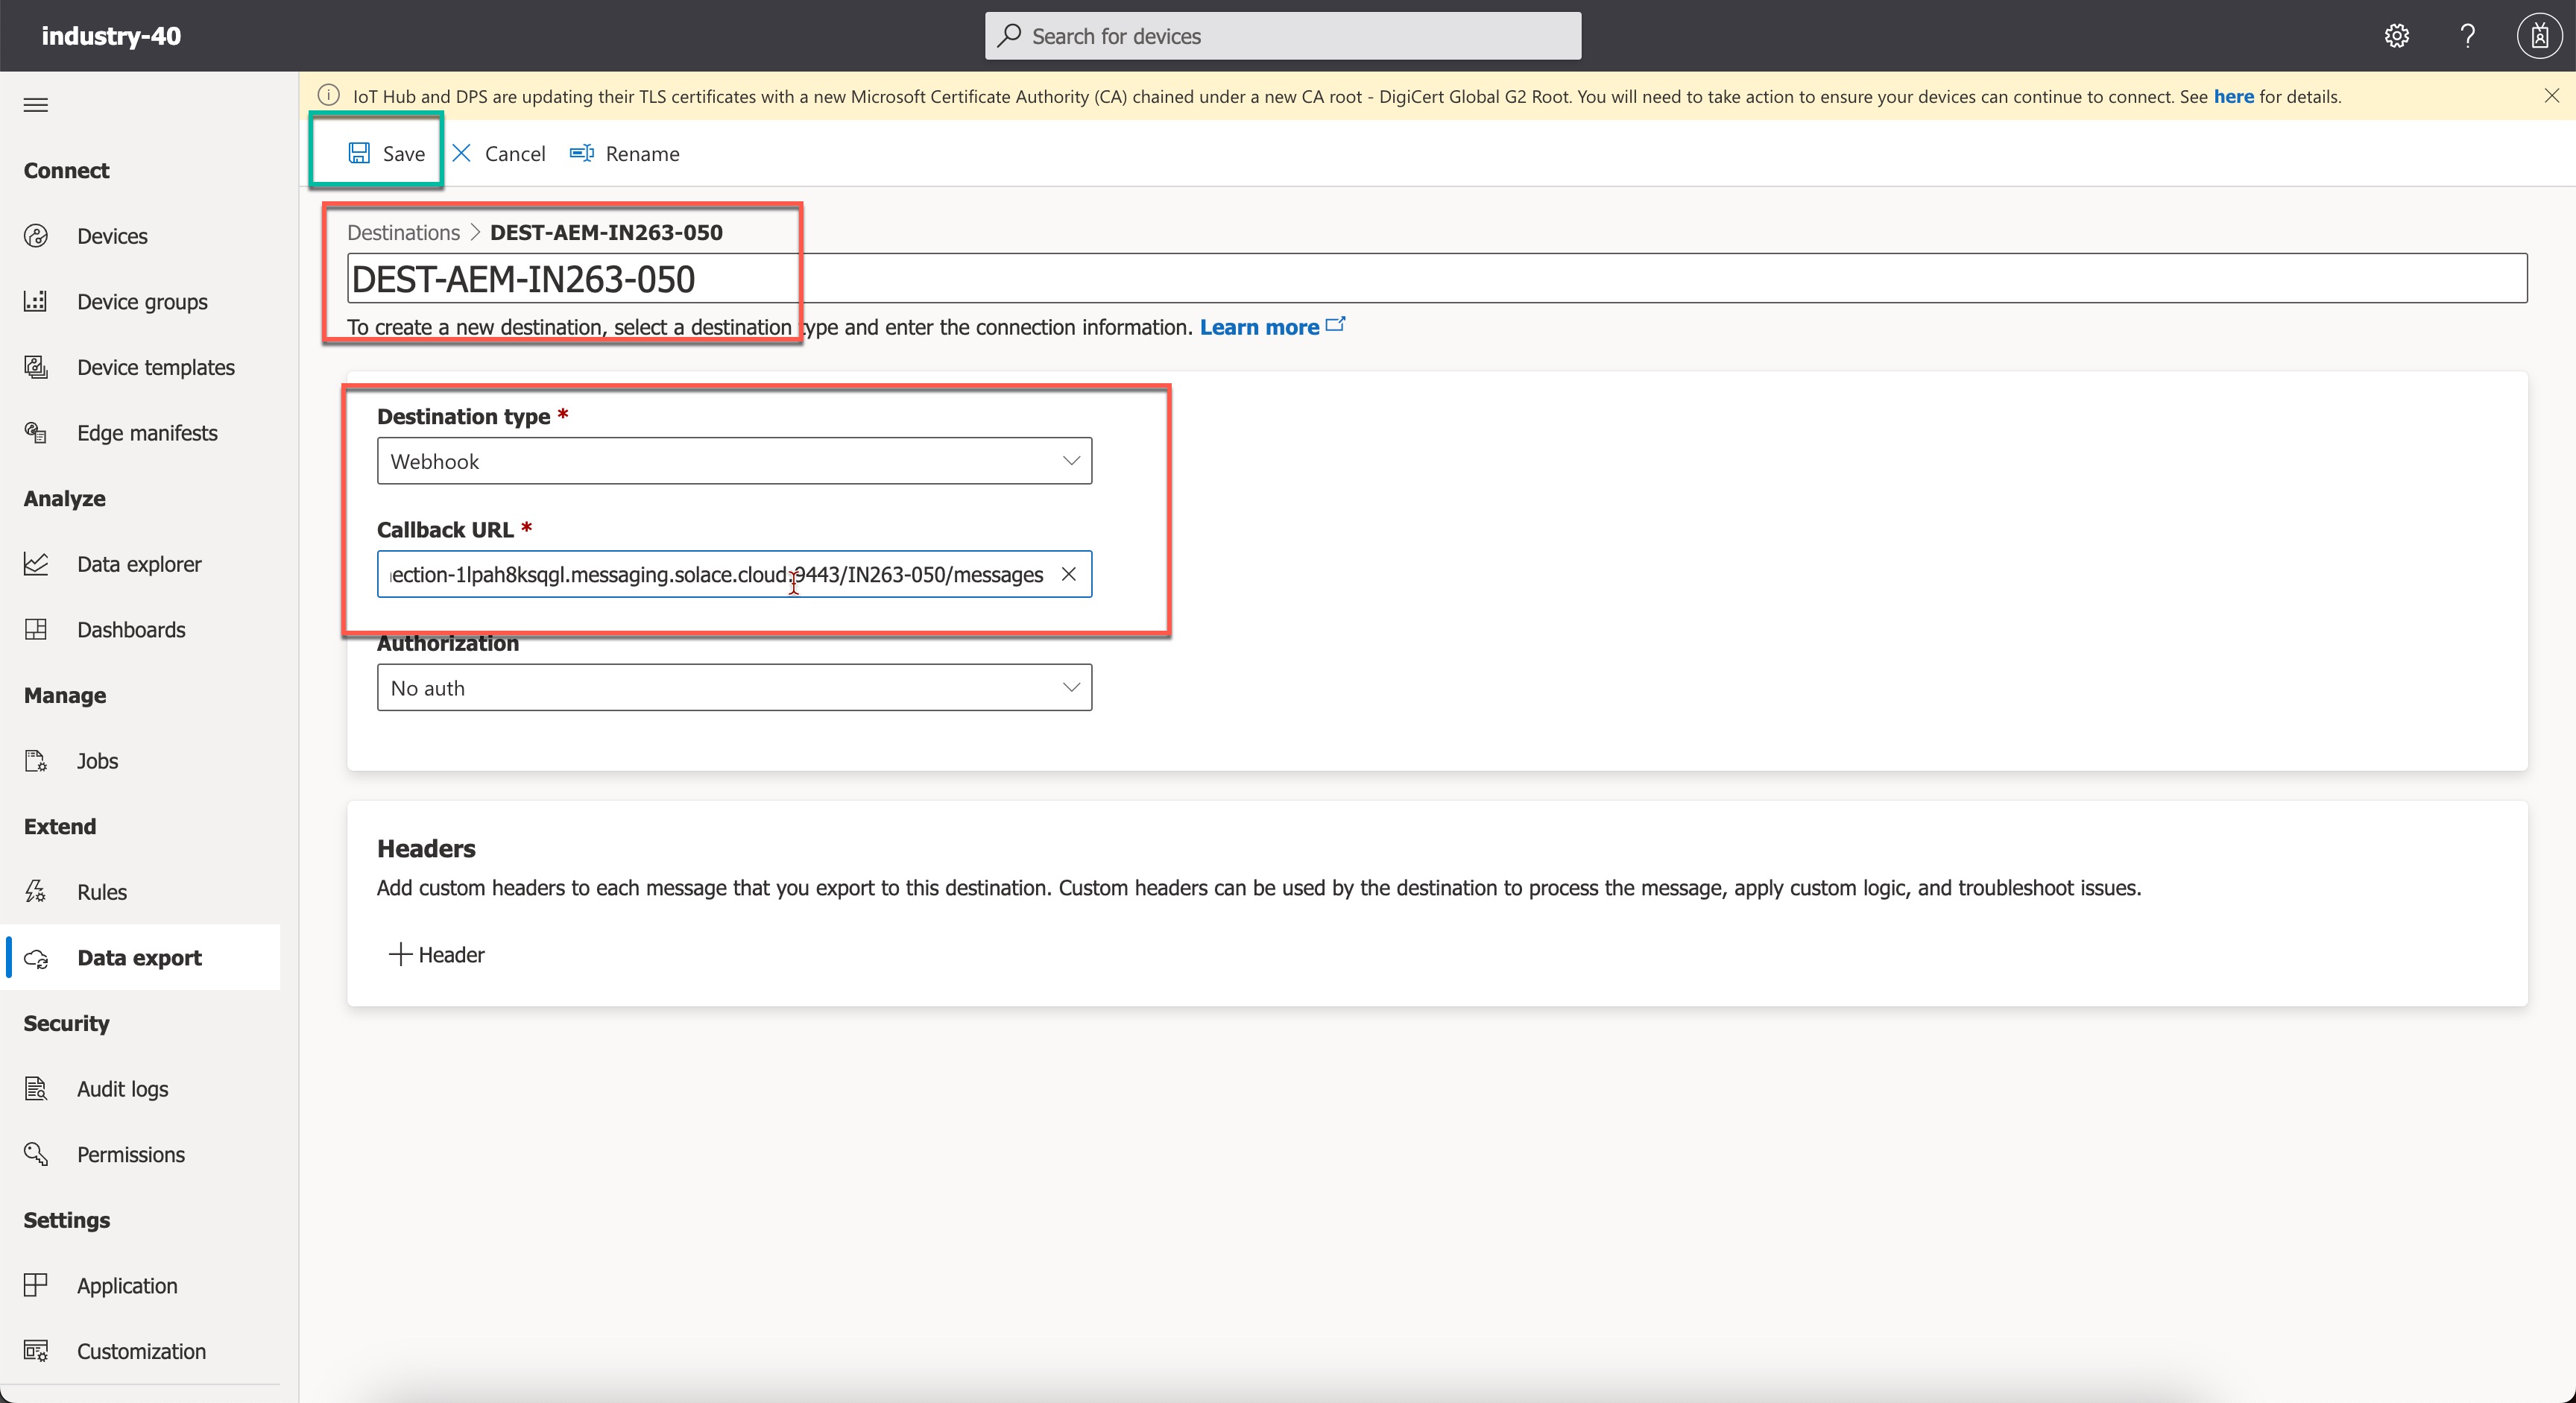 industry-40
Search for devices
IoT Hub and DPS are updating their TLS certificates with a new Microsoft Certificate Authority (CA) chained under a new CA root - DigiCert Global G2 Root. You will need to take action to ensure your devices can continue to connect. See here for details.
Save
Cancel
Rename
Connect
Devices
Device groups
Device templates
Edge manifests
Analyze
Data explorer
Dashboards
Manage
Jobs
Extend
Rules
Data export
Security
Audit logs
Permissions
Settings
Application
Customization
Destinations > DEST-AEM-IN263-050
DEST-AEM-IN263-050
To create a new destination, select a destination type and enter the connection information. Learn more
Destination type *
Webhook
Callback URL *
ection-1lpah8ksqgl.messaging.solace.cloud:9443/IN263-050/messages
Authorization
No auth
Headers
Add custom headers to each message that you export to this destination. Custom headers can be used by the destination to process the message, apply custom logic, and troubleshoot issues.
+ Header